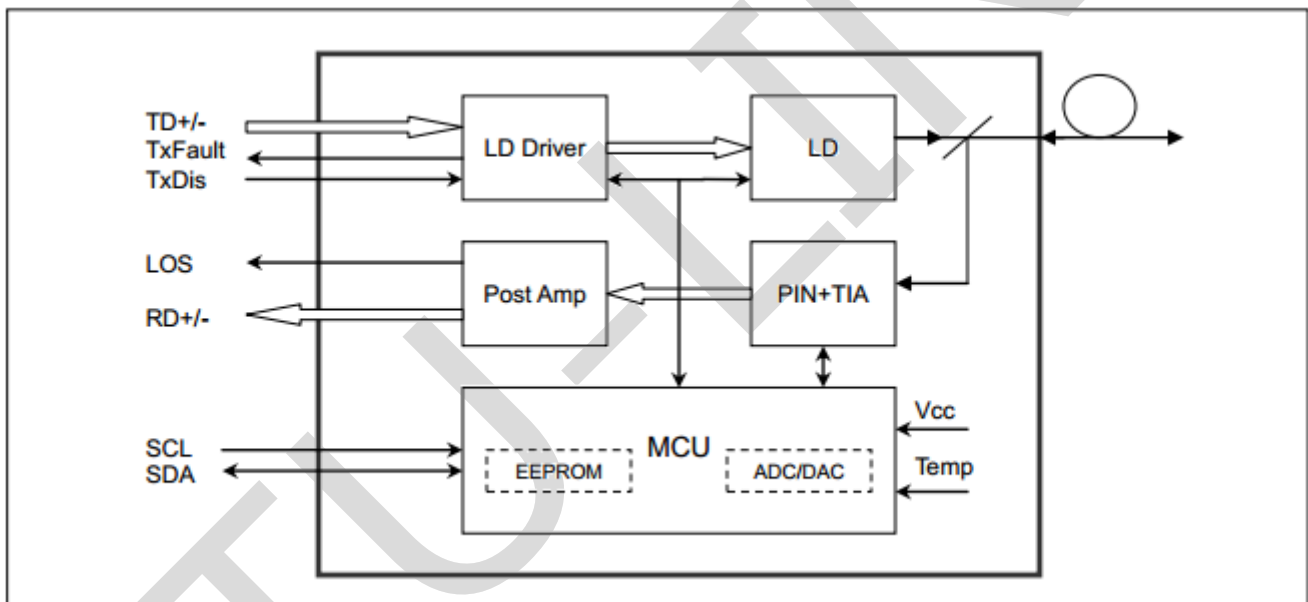 TD+/-
TxFault
TxDis
LD Driver
LD
LOS
RD+/-
Post Amp
PIN+TIA
SCL
SDA
MCU
EEPROM
ADC/DAC
Vcc
Temp